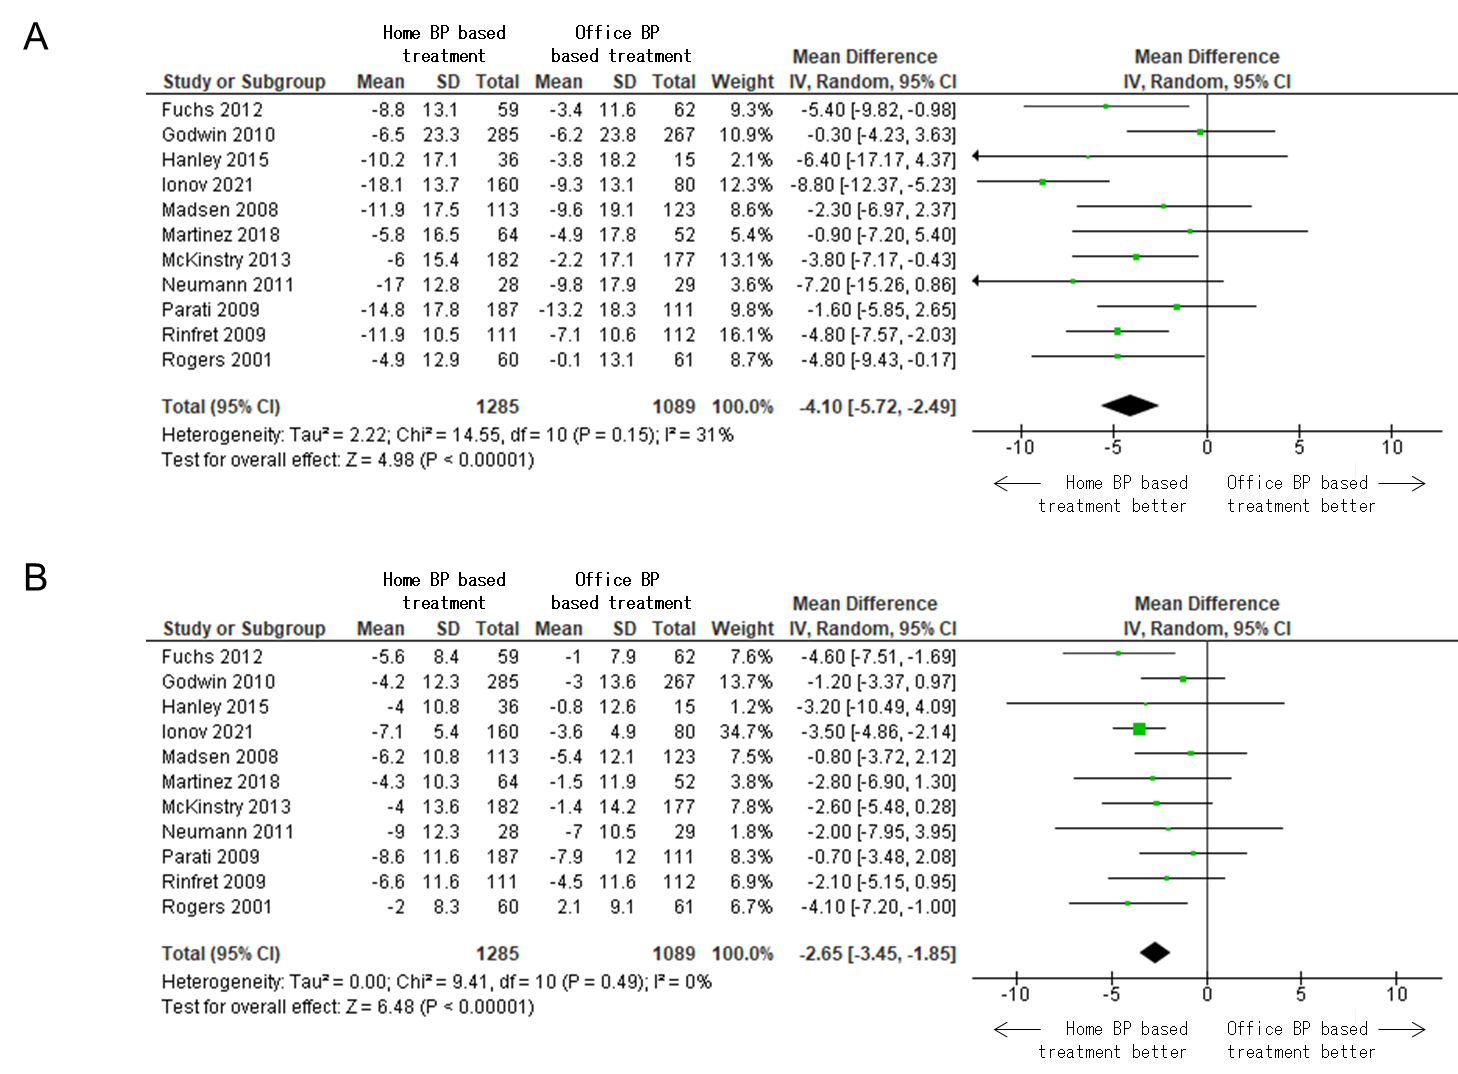 A
Home BP based Office BP
treatment based treatment Mean Difference Mean Difference
Study or Subgroup Mean SD Total Mean SD Total Weight IV, Random, 95% CI IV, Random, 95% CI
Fuchs 2012 -8.8 13.1 59 -3.4 11.6 62 9.3% -5.40 [-9.82, -0.98]
Godwin 2010 -6.5 23.3 285 -6.2 23.8 267 10.9% -0.30 [-4.23, 3.63]
Hanley 2015 -10.2 17.1 36 -3.8 18.2 15 2.1% -6.40 [-17.17, 4.37]
Ionov 2021 -18.1 13.7 160 -9.3 13.1 80 12.3% -8.80 [-12.37, -5.23]
Madsen 2008 -11.9 17.5 113 -9.6 19.1 123 8.6% -2.30 [-6.97, 2.37]
Martinez 2018 -5.8 16.5 64 -4.9 17.8 52 5.4% -0.90 [-7.20, 5.40]
McKinstry 2013 -6 15.4 182 -2.2 17.1 177 13.1% -3.80 [-7.17, -0.43]
Neumann 2011 -17 12.8 28 -9.8 17.9 29 3.6% -7.20 [-15.26, 0.86]
Parati 2009 -14.8 17.8 187 -13.2 18.3 111 9.8% -1.60 [-5.85, 2.65]
Rinfret 2009 -11.9 10.5 111 -7.1 10.6 112 16.1% -4.80 [-7.57, -2.03]
Rogers 2001 -4.9 12.9 60 -0.1 13.1 61 8.7% -4.80 [-9.43, -0.17]
Total (95% CI) 1285 1089 100.0% -4.10 [-5.72, -2.49]
Heterogeneity: Tau² = 2.22; Chi² = 14.55, df = 10 (P = 0.15); I² = 31%
Test for overall effect: Z = 4.98 (P < 0.00001)
-10 -5 0 5 10
Home BP based Office BP based
treatment better treatment better
B
Home BP based Office BP
treatment based treatment Mean Difference Mean Difference
Study or Subgroup Mean SD Total Mean SD Total Weight IV, Random, 95% CI IV, Random, 95% CI
Fuchs 2012 -5.6 8.4 59 -1 7.9 62 7.6% -4.60 [-7.51, -1.69]
Godwin 2010 -4.2 12.3 285 -3 13.6 267 13.7% -1.20 [-3.37, 0.97]
Hanley 2015 -4 10.8 36 -0.8 12.6 15 1.2% -3.20 [-10.49, 4.09]
Ionov 2021 -7.1 5.4 160 -3.6 4.9 80 34.7% -3.50 [-4.86, -2.14]
Madsen 2008 -6.2 10.8 113 -5.4 12.1 123 7.5% -0.80 [-3.72, 2.12]
Martinez 2018 -4.3 10.3 64 -1.5 11.9 52 3.8% -2.80 [-6.90, 1.30]
McKinstry 2013 -4 13.6 182 -1.4 14.2 177 7.8% -2.60 [-5.48, 0.28]
Neumann 2011 -9 12.3 28 -7 10.5 29 1.8% -2.00 [-7.95, 3.95]
Parati 2009 -8.6 11.6 187 -7.9 12 111 8.3% -0.70 [-3.48, 2.08]
Rinfret 2009 -6.6 11.6 111 -4.5 11.6 112 6.9% -2.10 [-5.15, 0.95]
Rogers 2001 -2 8.3 60 2.1 9.1 61 6.7% -4.10 [-7.20, -1.00]
Total (95% CI) 1285 1089 100.0% -2.65 [-3.45, -1.85]
Heterogeneity: Tau² = 0.00; Chi² = 9.41, df = 10 (P = 0.49); I² = 0%
Test for overall effect: Z = 6.48 (P < 0.00001)
-10 -5 0 5 10
Home BP based Office BP based
treatment better treatment better